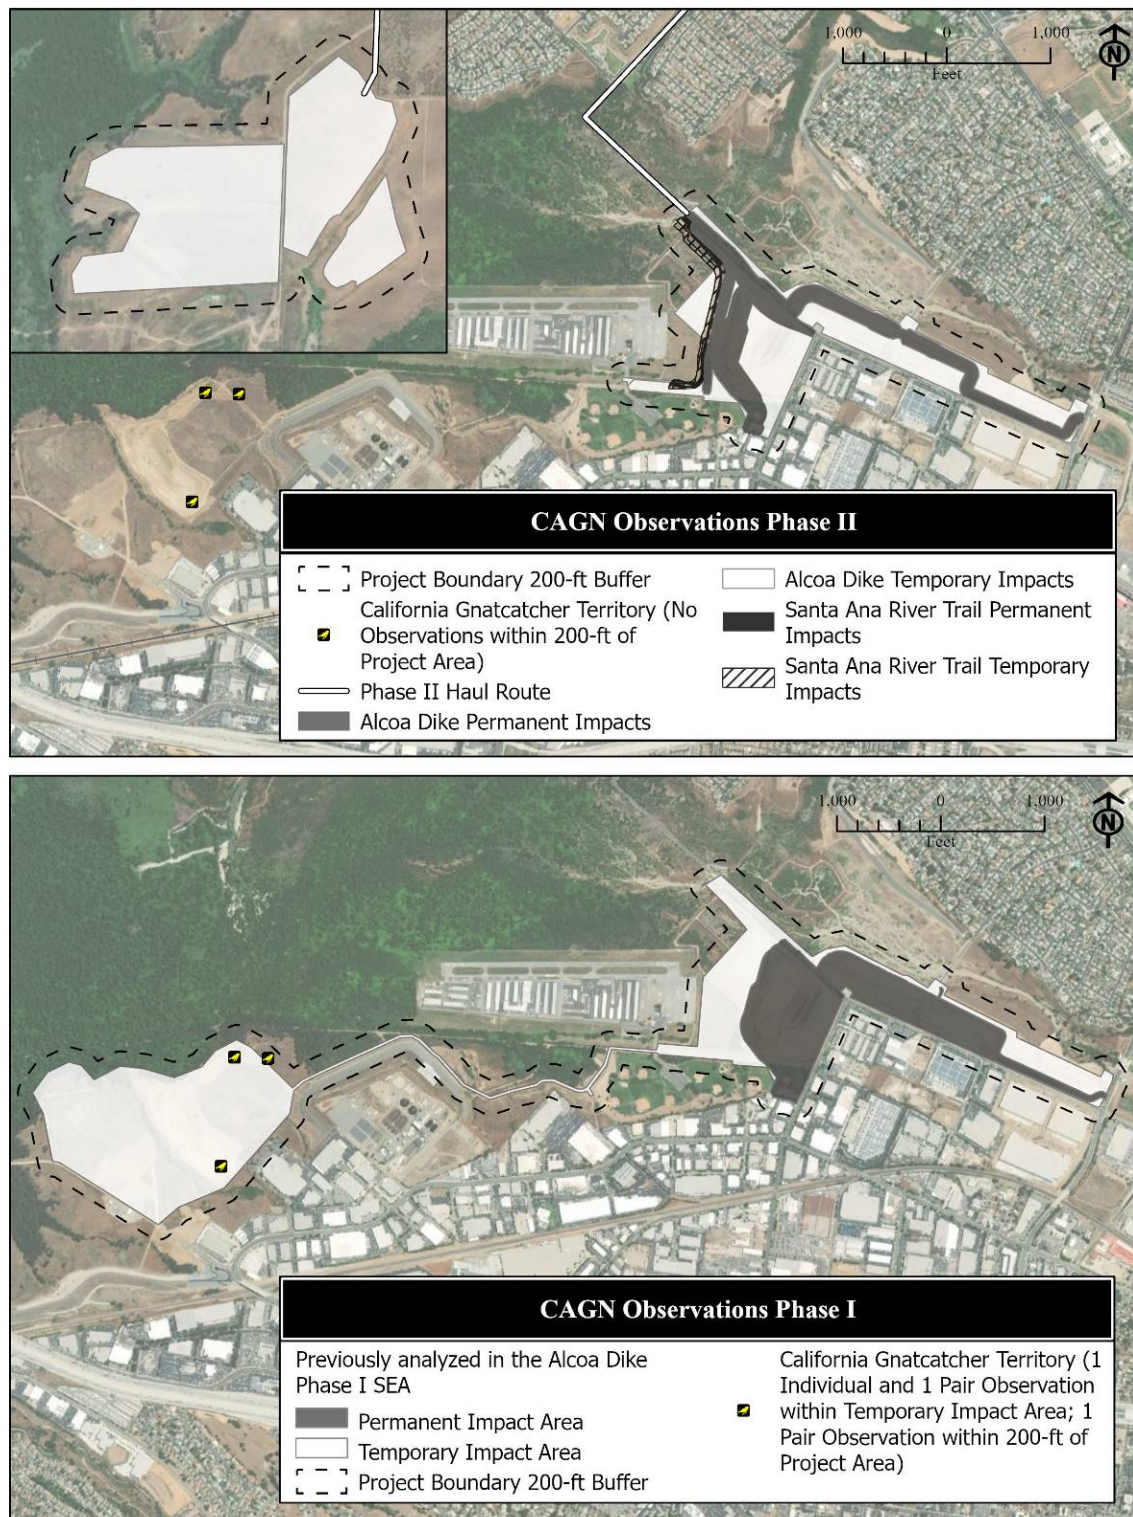 1,000 0 1,000
Feet
N
CAGN Observations Phase II
Project Boundary 200-ft Buffer
California Gnatcatcher Territory (No
Observations within 200-ft of
Project Area)
Phase II Haul Route
Alcoa Dike Permanent Impacts
Alcoa Dike Temporary Impacts
Santa Ana River Trail Permanent
Impacts
Santa Ana River Trail Temporary
Impacts
1,000 0 1,000
Feet
N
CAGN Observations Phase I
Previously analyzed in the Alcoa Dike
Phase I SEA
Permanent Impact Area
Temporary Impact Area
Project Boundary 200-ft Buffer
California Gnatcatcher Territory (1
Individual and 1 Pair Observation
within Temporary Impact Area; 1
Pair Observation within 200-ft of
Project Area)